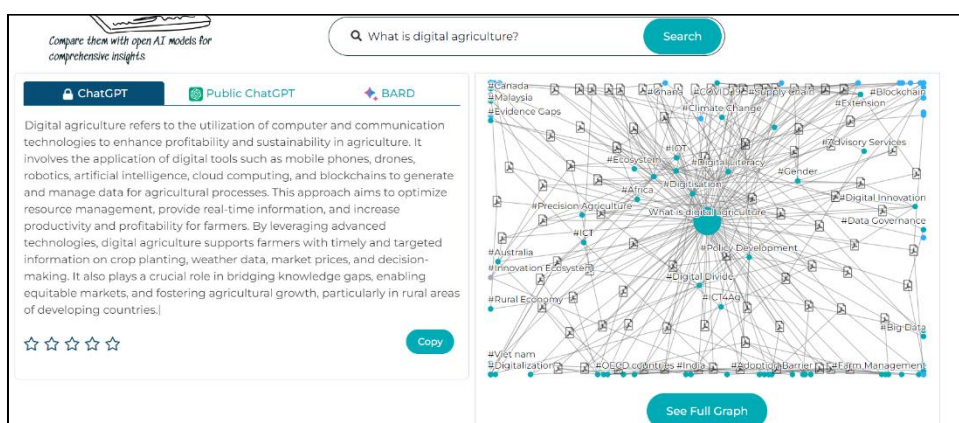 Compare them with open AI models for
comprehensive insights
What is digital agriculture?
Search
ChatGPT
Public ChatGPT
BARD
Digital agriculture refers to the utilization of computer and communication
technologies to enhance profitability and sustainability in agriculture. It
involves the application of digital tools such as mobile phones, drones,
robotics, artificial intelligence, cloud computing, and blockchains to generate
and manage data for agricultural processes. This approach aims to optimize
resource management, provide real-time information, and increase
productivity and profitability for farmers. By leveraging advanced
technologies, digital agriculture supports farmers with timely and targeted
information on crop planting, weather data, market prices, and decision-
making. It also plays a crucial role in bridging knowledge gaps, enabling
equitable markets, and fostering agricultural growth, particularly in rural areas
of developing countries.
Copy
#Canada
#Ghana
#Supply Chain
#Blockchain
#Malaysia
#Extension
#Evidence Gaps
#Climate Change
#IOT
#Advisory Services
#Ecosystem
#Digital Literacy
#Gender
#Africa
#Digitisation
#Precision Agriculture
#Digital Innovation
What is digital agriculture
#Data Governance
#ICT
#Policy Development
#Australia
#Innovation Ecosystem
#Digital Divide
#Rural Economy
#ICT4Ag
#Big Data
#Viet nam
#Digitalization
#OECD countries
#India
#Adoption Barrier
#Farm Management
See Full Graph